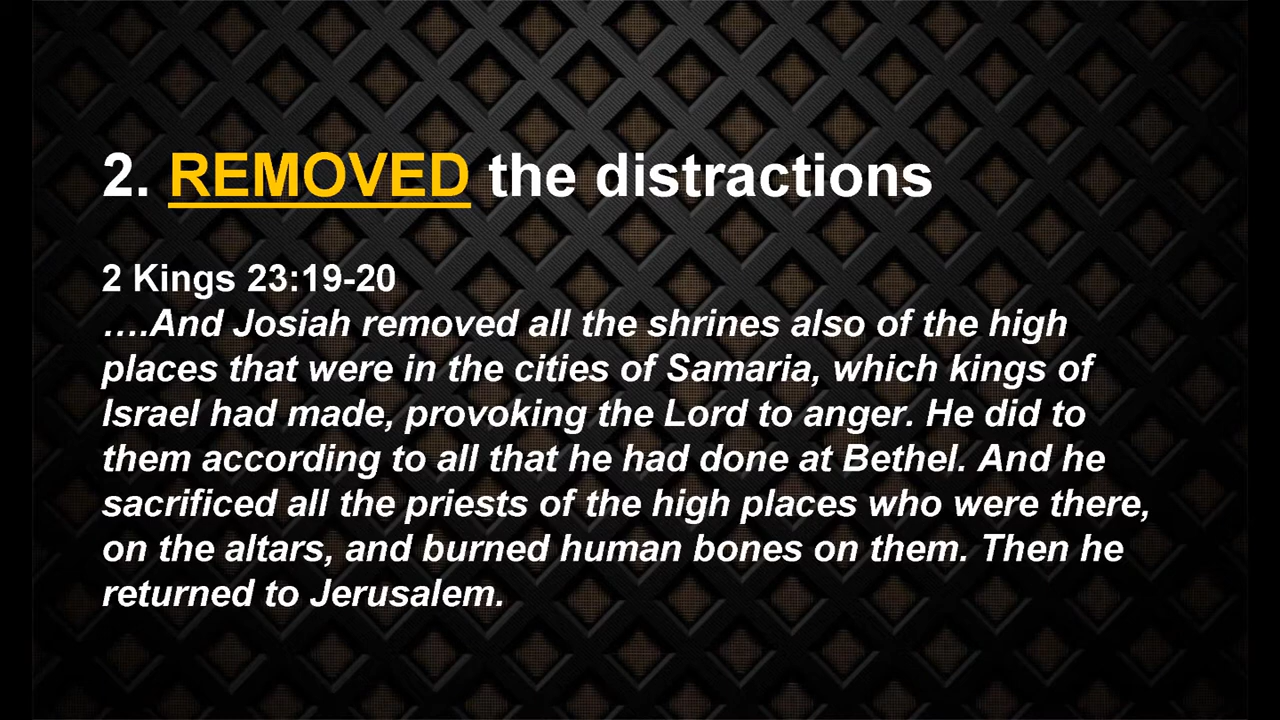 2. REMOVED the distractions
2 Kings 23:19-20
....And Josiah removed all the shrines also of the high
places that were in the cities of Samaria, which kings of
Israel had made, provoking the Lord to anger. He did to
them according to all that he had done at Bethel. And he
sacrificed all the priests of the high places who were there,
on the altars, and burned human bones on them. Then he
returned to Jerusalem.